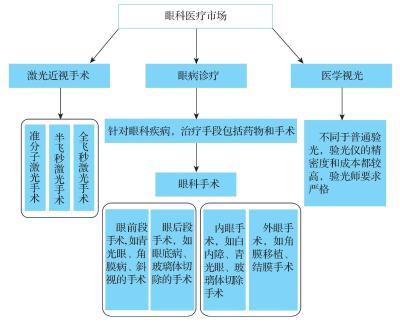 眼科医疗市场
激光近视手术
眼病诊疗
医学视光
准分子激光手术
半飞秒激光手术
全飞秒激光手术
针对眼科疾病，治疗手段包括药物和手术
不同于普通验
光，验光仪的精
密度和成本都较
高，验光师要求
严格
眼科手术
眼前段
手术，如青
光眼、角
膜病、斜
视的手术
眼后段
手术，如
眼底病、
玻璃体切
除的手术
内眼手
术，如白
内障、青
光眼、玻
璃体切除
手术
外眼手
术，如角
膜移植、
结膜手术